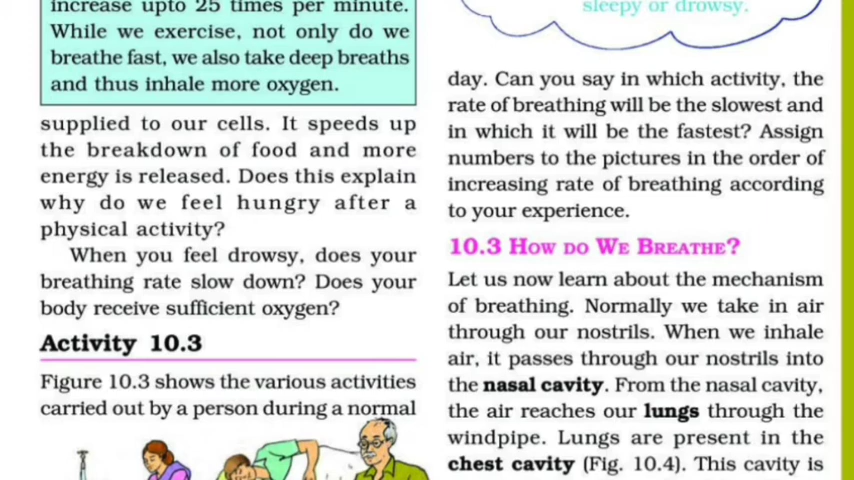 increase upto 25 times per minute.
While we exercise, not only do we
breathe fast, we also take deep breaths
and thus inhale more oxygen.
supplied to our cells. It speeds up
the breakdown of food and more
energy is released. Does this explain
why do we feel hungry after a
physical activity?
When you feel drowsy, does your
breathing rate slow down? Does your
body receive sufficient oxygen?
Activity 10.3
Figure 10.3 shows the various activities
carried out by a person during a normal
sleepy or drowsy.
day. Can you say in which activity, the
rate of breathing will be the slowest and
in which it will be the fastest? Assign
numbers to the pictures in the order of
increasing rate of breathing according
to your experience.
10.3 HOW DO WE BREATHE?
Let us now learn about the mechanism
of breathing. Normally we take in air
through our nostrils. When we inhale
air, it passes through our nostrils into
the nasal cavity. From the nasal cavity,
the air reaches our lungs through the
windpipe. Lungs are present in the
chest cavity (Fig. 10.4). This cavity is